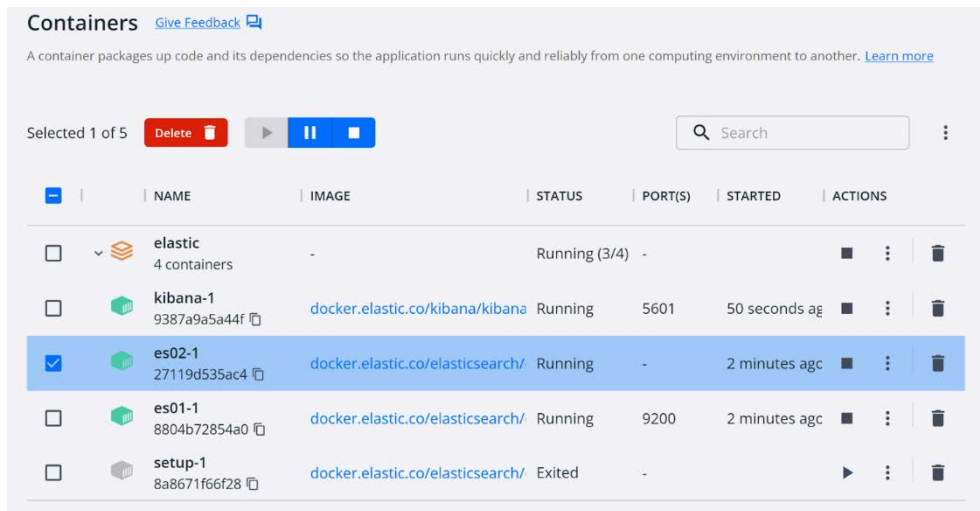 Containers Give Feedback
A container packages up code and its dependencies so the application runs quickly and reliably from one computing environment to another. Learn more
Selected 1 of 5 Delete Search
NAME IMAGE STATUS PORT(S) STARTED ACTIONS
elastic
4 containers - Running (3/4) -
kibana-1
9387a9a5a44f docker.elastic.co/kibana/kibana Running 5601 50 seconds ag
es02-1
27119d535ac4 docker.elastic.co/elasticsearch/ Running - 2 minutes ago
es01-1
8804b72854a0 docker.elastic.co/elasticsearch/ Running 9200 2 minutes ago
setup-1
8a8671f66f28 docker.elastic.co/elasticsearch/ Exited -